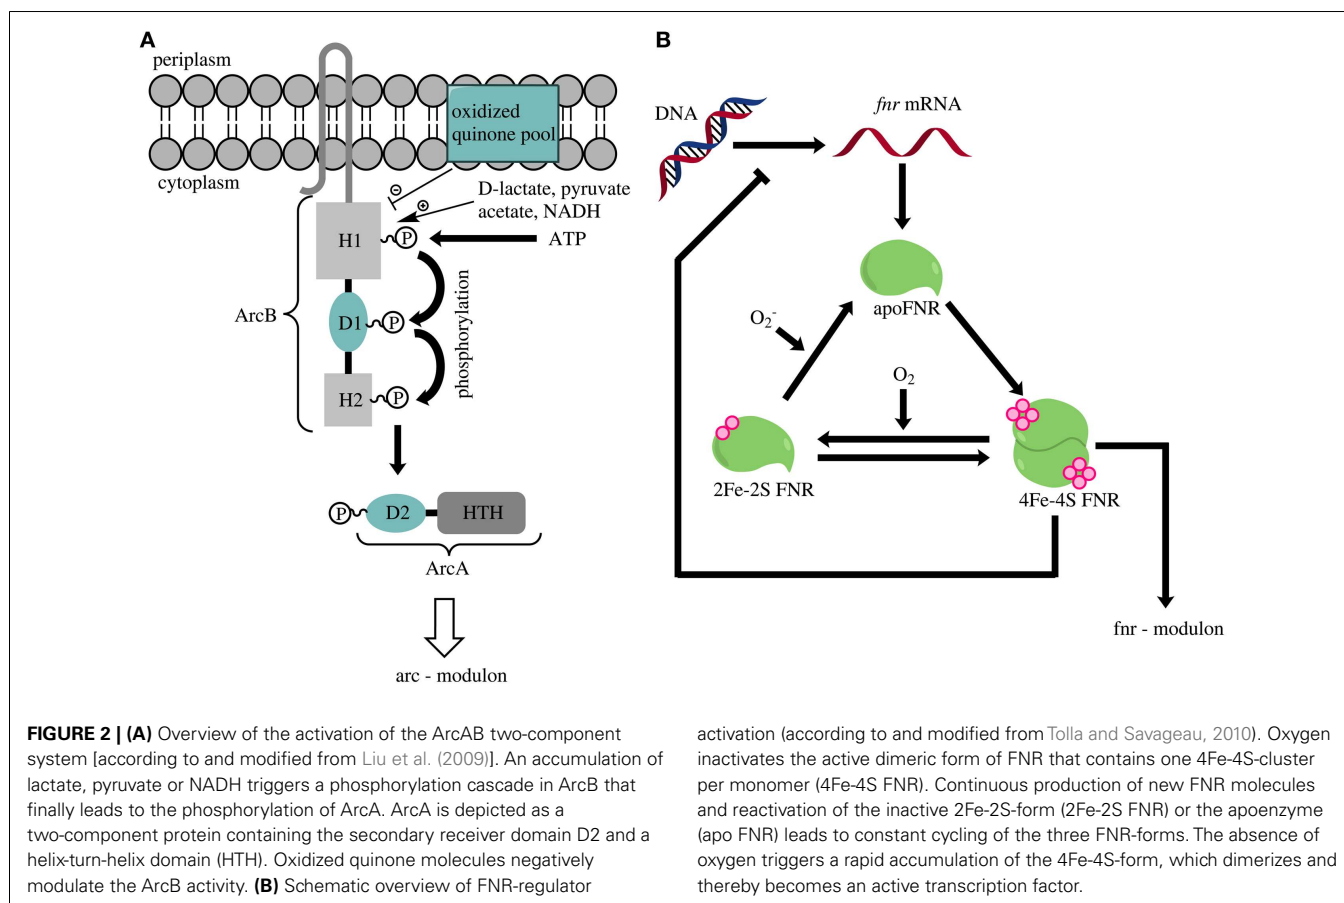 A
periplasm
oxidized
quinone pool
cytoplasm
⊖
⊕
D-lactate, pyruvate
acetate, NADH
H1
P
ATP
ArcB
D1
P
phosphorylation
H2
P
P
D2
HTH
ArcA
arc - modulon
B
DNA
fnr mRNA
apoFNR
O2-
O2
2Fe-2S FNR
4Fe-4S FNR
fnr - modulon
FIGURE 2 | (A) Overview of the activation of the ArcAB two-component
system [according to and modified from Liu et al. (2009)]. An accumulation of
lactate, pyruvate or NADH triggers a phosphorylation cascade in ArcB that
finally leads to the phosphorylation of ArcA. ArcA is depicted as a
two-component protein containing the secondary receiver domain D2 and a
helix-turn-helix domain (HTH). Oxidized quinone molecules negatively
modulate the ArcB activity. (B) Schematic overview of FNR-regulator
activation (according to and modified from Tolla and Savageau, 2010). Oxygen
inactivates the active dimeric form of FNR that contains one 4Fe-4S-cluster
per monomer (4Fe-4S FNR). Continuous production of new FNR molecules
and reactivation of the inactive 2Fe-2S-form (2Fe-2S FNR) or the apoenzyme
(apo FNR) leads to constant cycling of the three FNR-forms. The absence of
oxygen triggers a rapid accumulation of the 4Fe-4S-form, which dimerizes and
thereby becomes an active transcription factor.